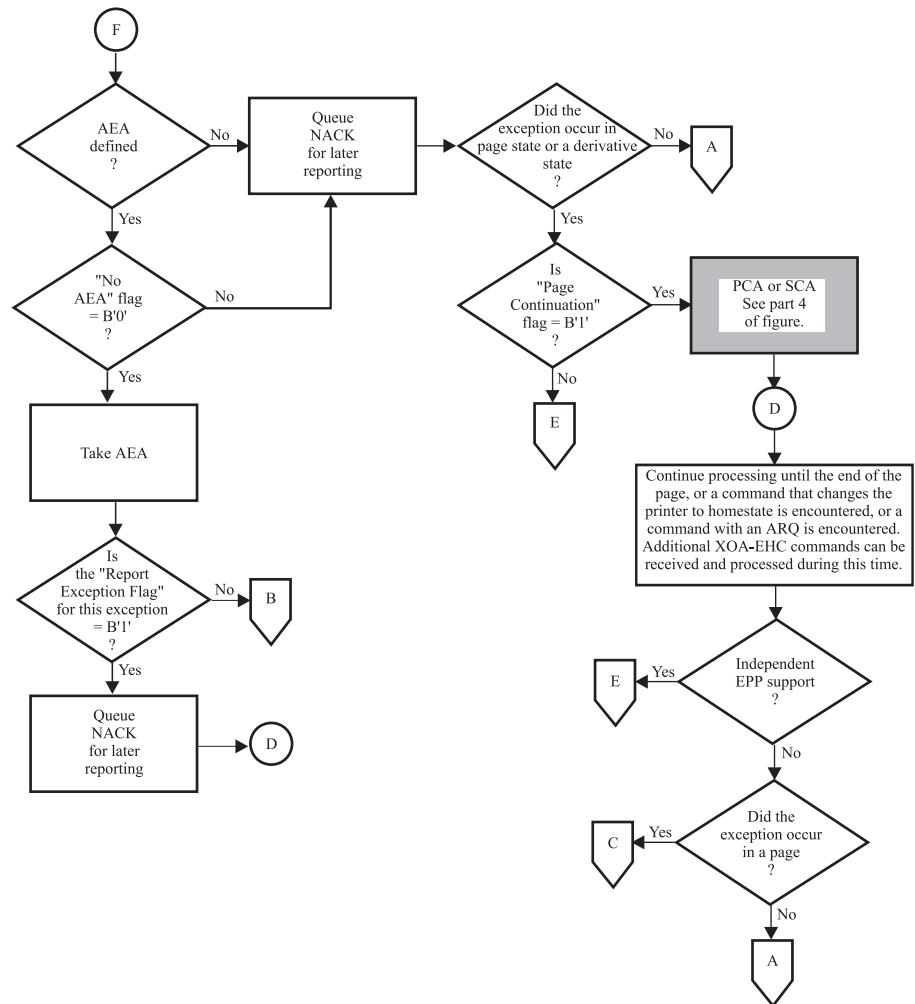 F
AEA
defined
?
No
Yes
Queue
NACK
for later
reporting
Did the
exception occur in
page state or a derivative
state
?
No
A
Yes
"No
AEA" flag
= B'0'
?
No
Yes
Is
"Page
Continuation"
flag = B'1'
?
Yes
No
E
PCA or SCA
See part 4
of figure.
D
Take AEA
Continue processing until the end of the
page, or a command that changes the
printer to homestate is encountered, or a
command with an ARQ is encountered.
Additional XOA-EHC commands can be
received and processed during this time.
Is
the "Report
Exception Flag"
for this exception
= B'1'
?
No
B
Yes
Queue
NACK
for later
reporting
D
Independent
EPP support
?
Yes
E
No
Did the
exception occur
in a page
?
Yes
C
No
A